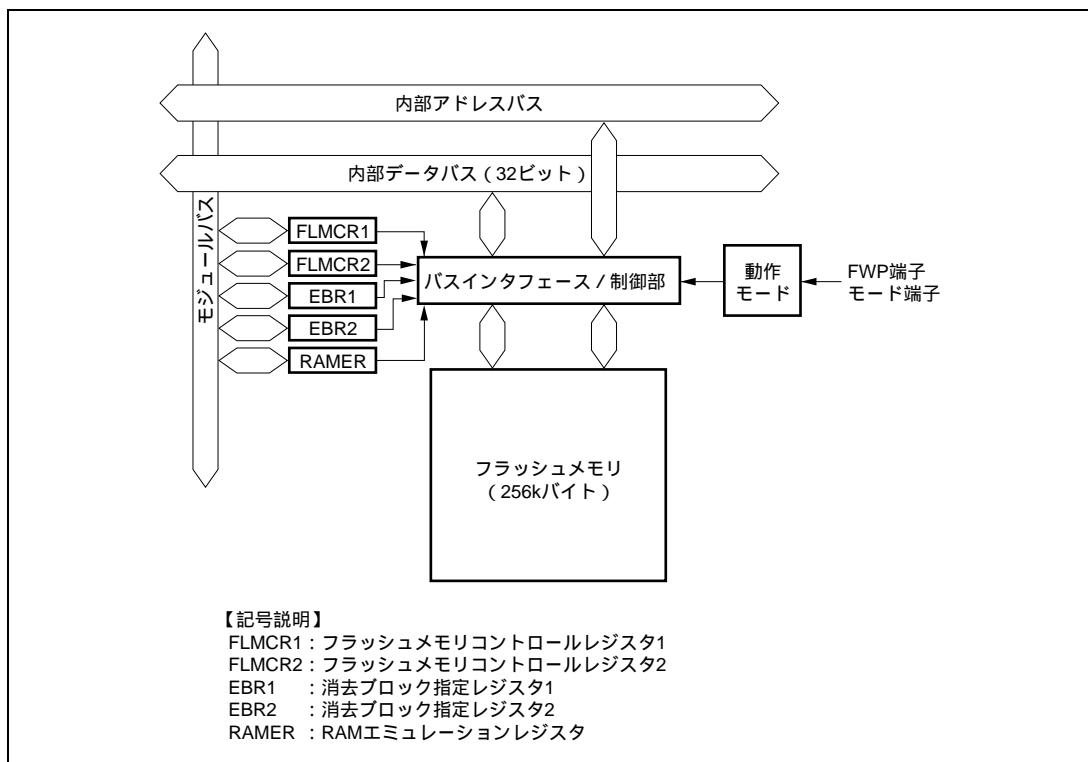 内部アドレスバス
内部データバス(32ビット)
モジュールバス
FLMCR1
FLMCR2
EBR1
EBR2
RAMER
バスインタフェース/制御部
動作
モード
FWP端子
モード端子
フラッシュメモリ
(256kバイト)
【記号説明】
FLMCR1:フラッシュメモリコントロールレジスタ1
FLMCR2:フラッシュメモリコントロールレジスタ2
EBR1 :消去ブロック指定レジスタ1
EBR2 :消去ブロック指定レジスタ2
RAMER :RAMエミュレーションレジスタ